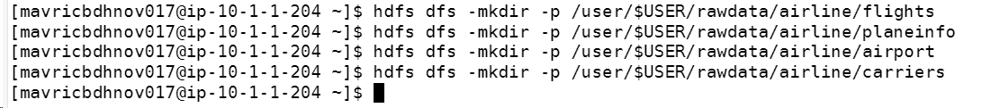 [mavricbdhnov017@ip-10-1-1-204 ~]$ hdfs dfs -mkdir -p /user/$USER/rawdata/airline/flights
[mavricbdhnov017@ip-10-1-1-204 ~]$ hdfs dfs -mkdir -p /user/$USER/rawdata/airline/planeinfo
[mavricbdhnov017@ip-10-1-1-204 ~]$ hdfs dfs -mkdir -p /user/$USER/rawdata/airline/airport
[mavricbdhnov017@ip-10-1-1-204 ~]$ hdfs dfs -mkdir -p /user/$USER/rawdata/airline/carriers
[mavricbdhnov017@ip-10-1-1-204 ~]$